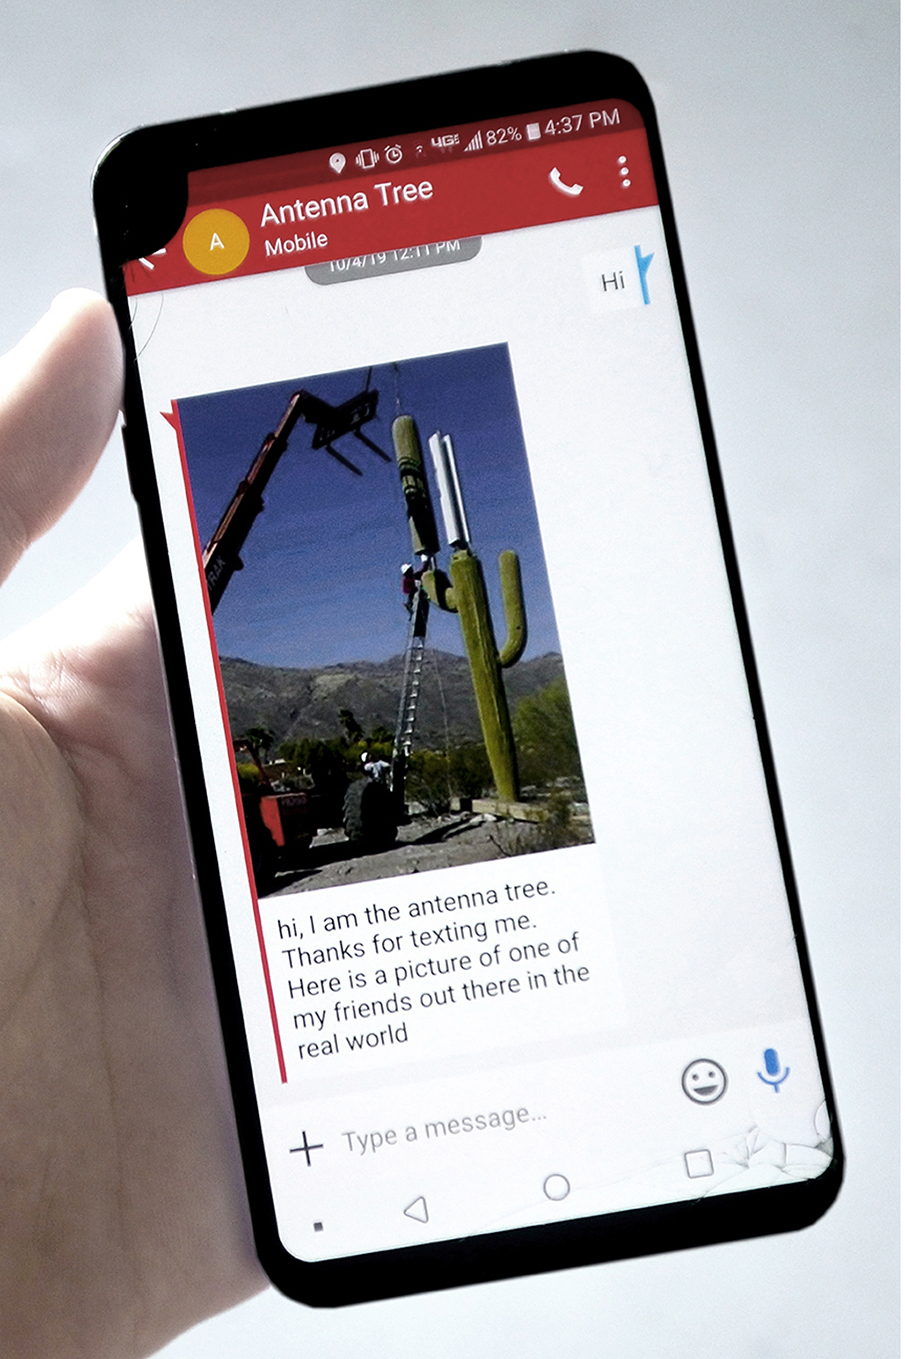 4GE 82% 4:37 PM
A
Antenna Tree
Mobile
10/4/19 12:11 PM
Hi
hi, I am the antenna tree.
Thanks for texting me.
Here is a picture of one of
my friends out there in the
real world
Type a message...